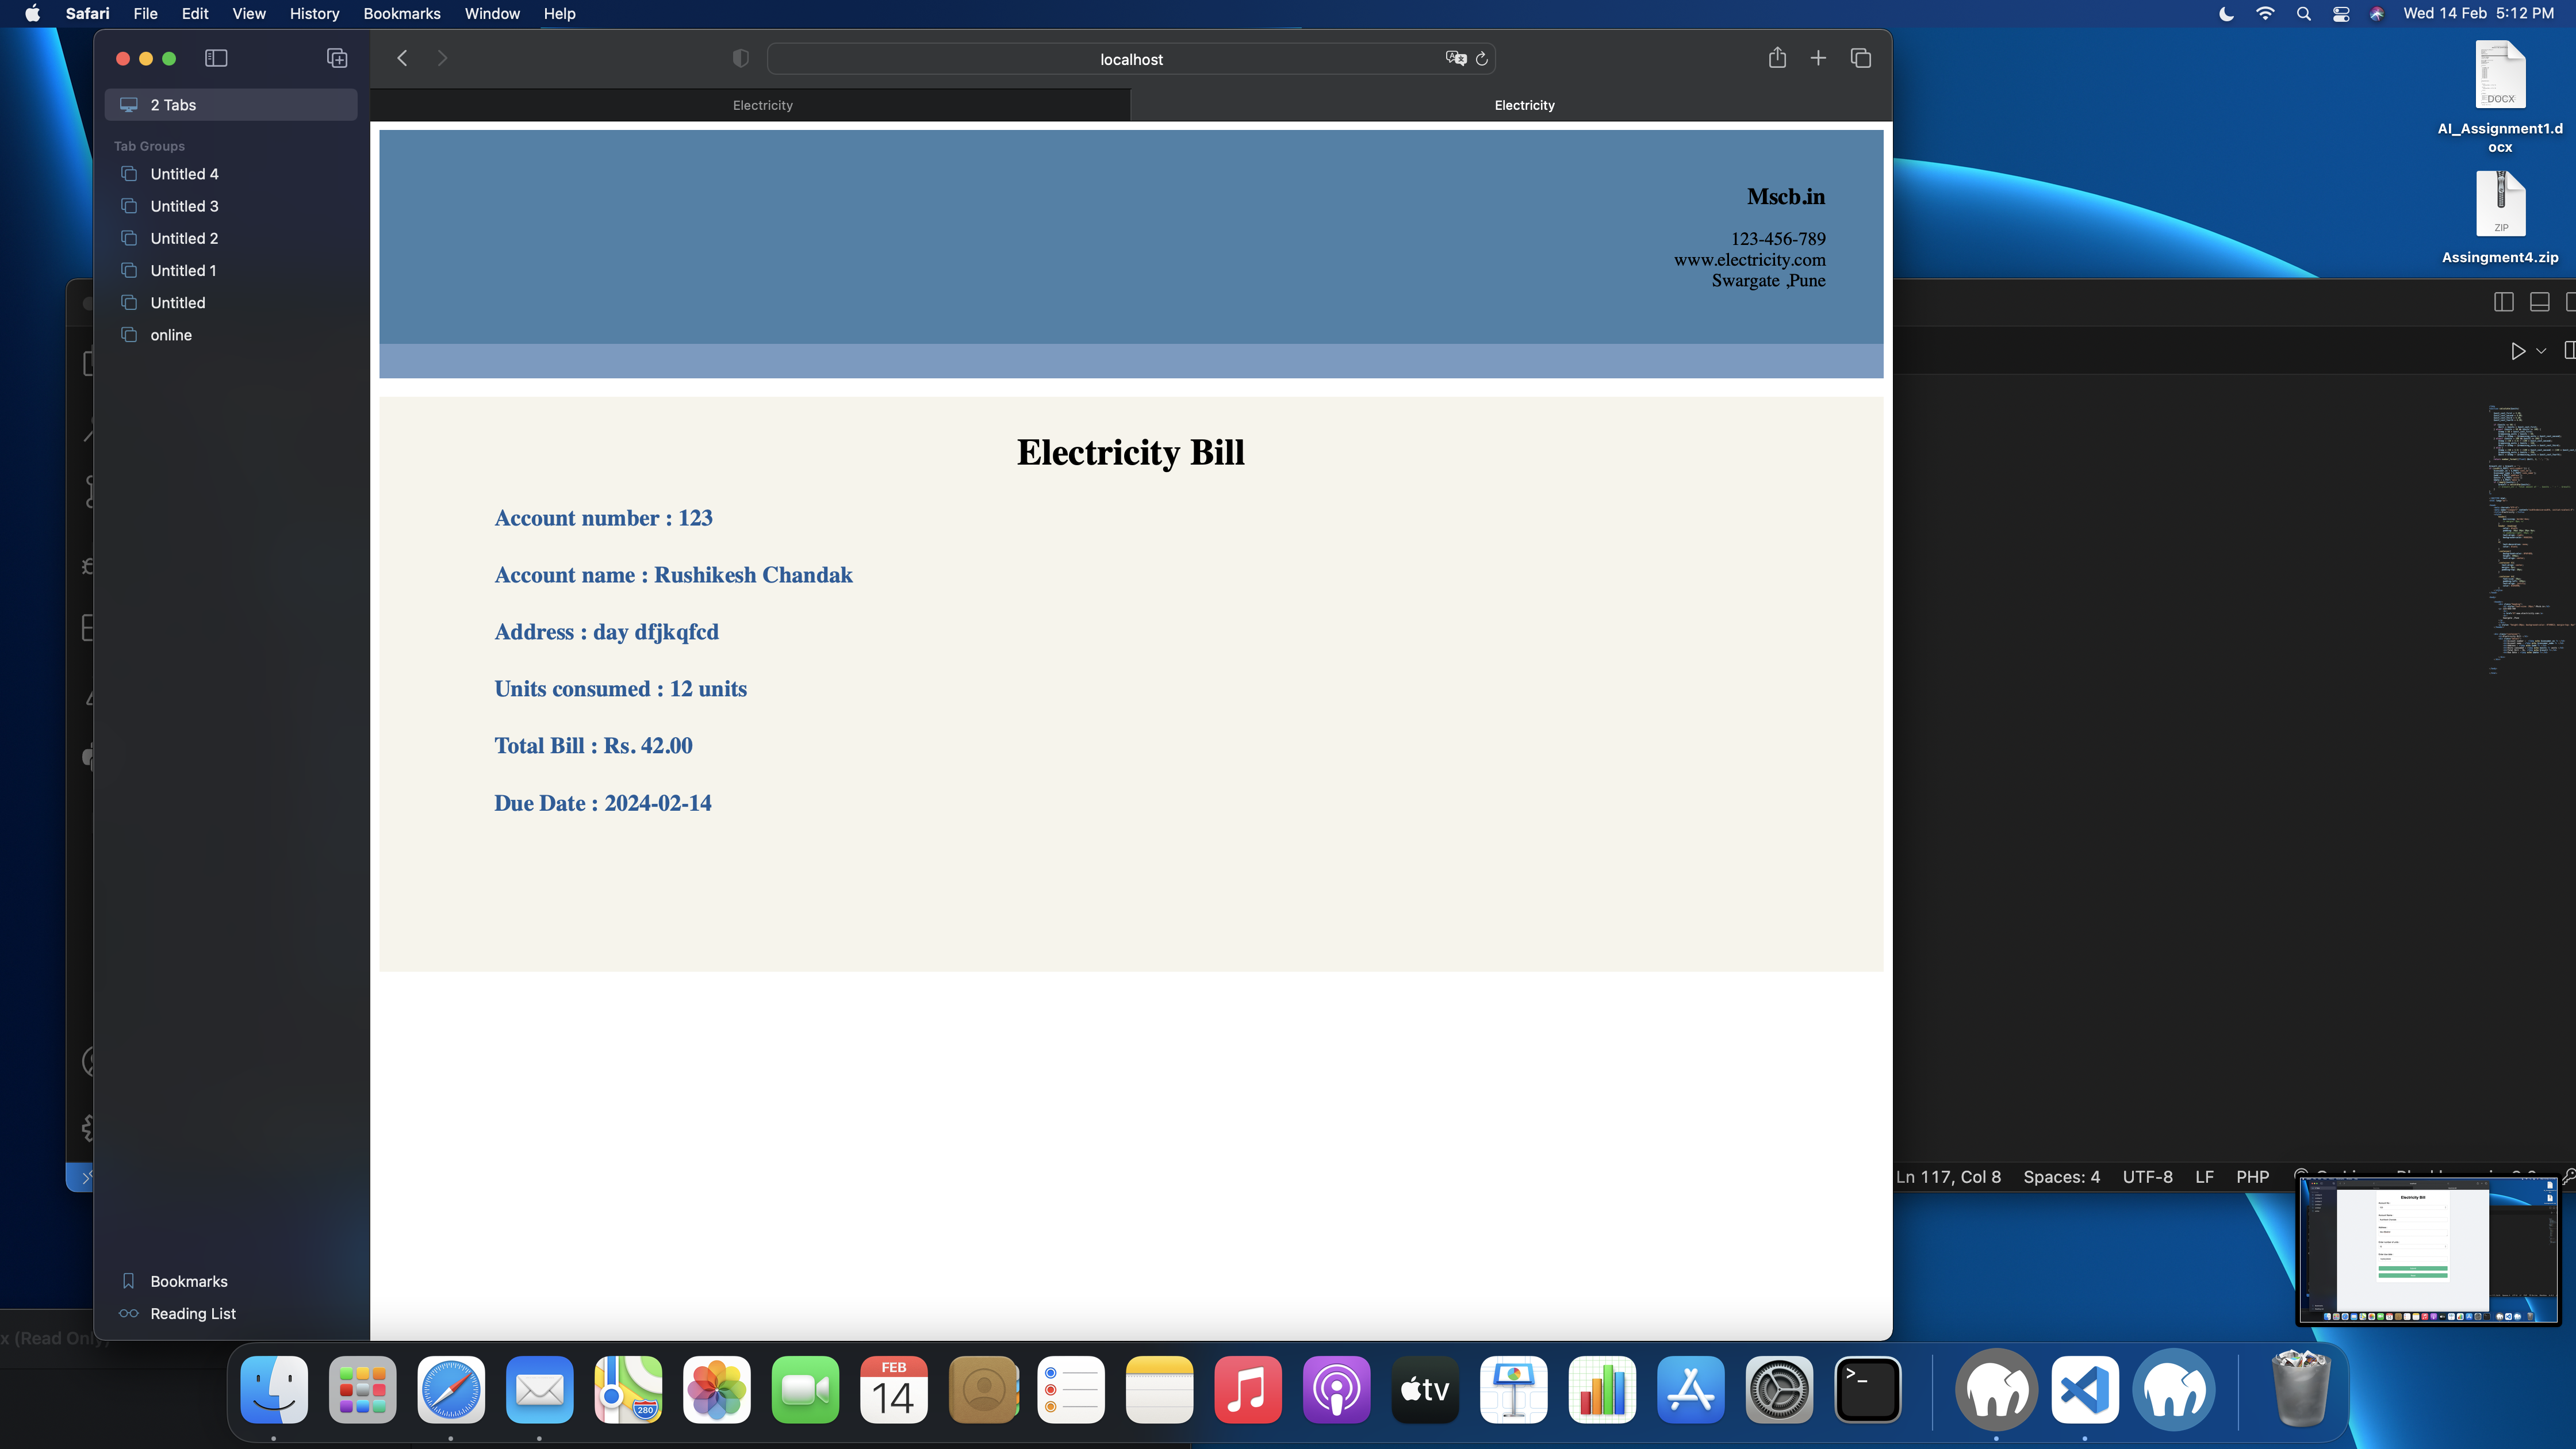 Safari File Edit View History Bookmarks Window Help
Wed 14 Feb 5:12 PM
localhost
2 Tabs
Electricity
Electricity
Tab Groups
Untitled 4
Untitled 3
Untitled 2
Untitled 1
Untitled
online
Mscb.in
123-456-789
www.electricity.com
Swargate ,Pune
Electricity Bill
Account number : 123
Account name : Rushikesh Chandak
Address : day dfjkqfcd
Units consumed : 12 units
Total Bill : Rs. 42.00
Due Date : 2024-02-14
DOCX
AI_Assignment1.d
ocx
ZIP
Assingment4.zip
Ln 117, Col 8 Spaces: 4 UTF-8 LF PHP
Electricity Bill
Bookmarks
Reading List
x (Read Only)
FEB
14
280
tv
>_